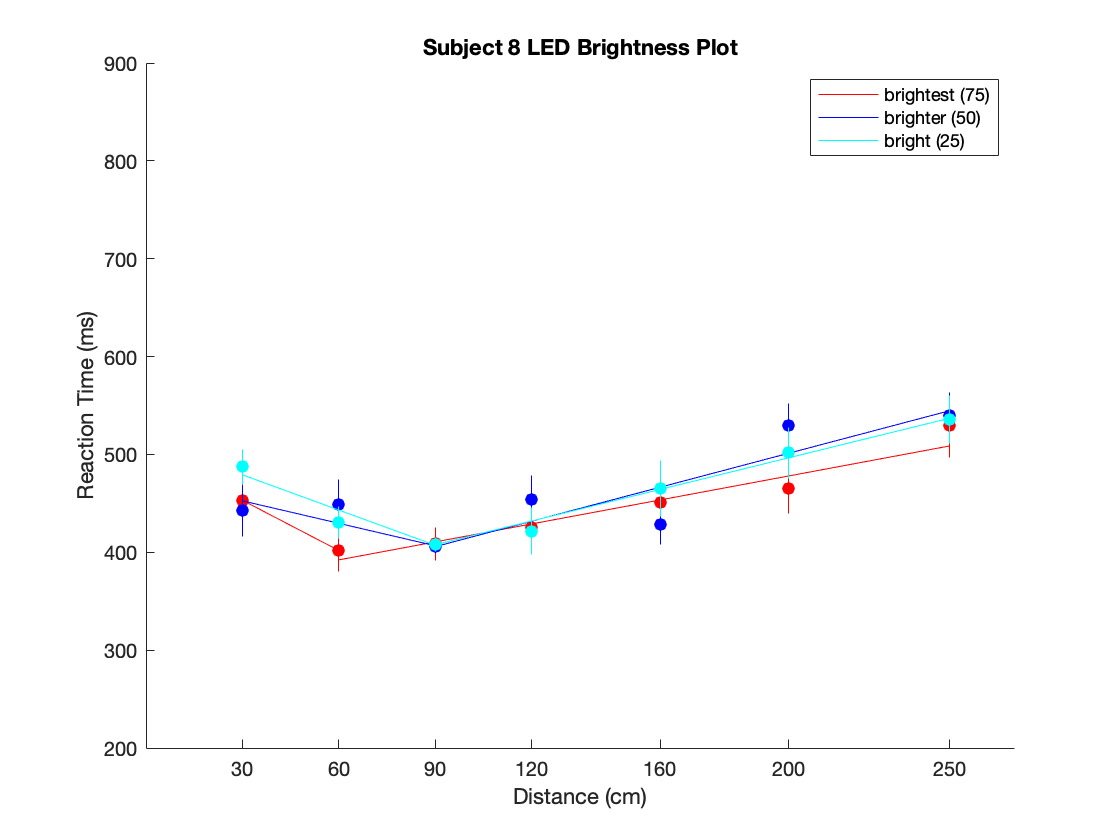 Subject 8 LED Brightness Plot
900
800
700
600
500
400
300
200
Reaction Time (ms)
brightest (75)
brighter (50)
bright (25)
30 60 90 120 160 200 250
Distance (cm)